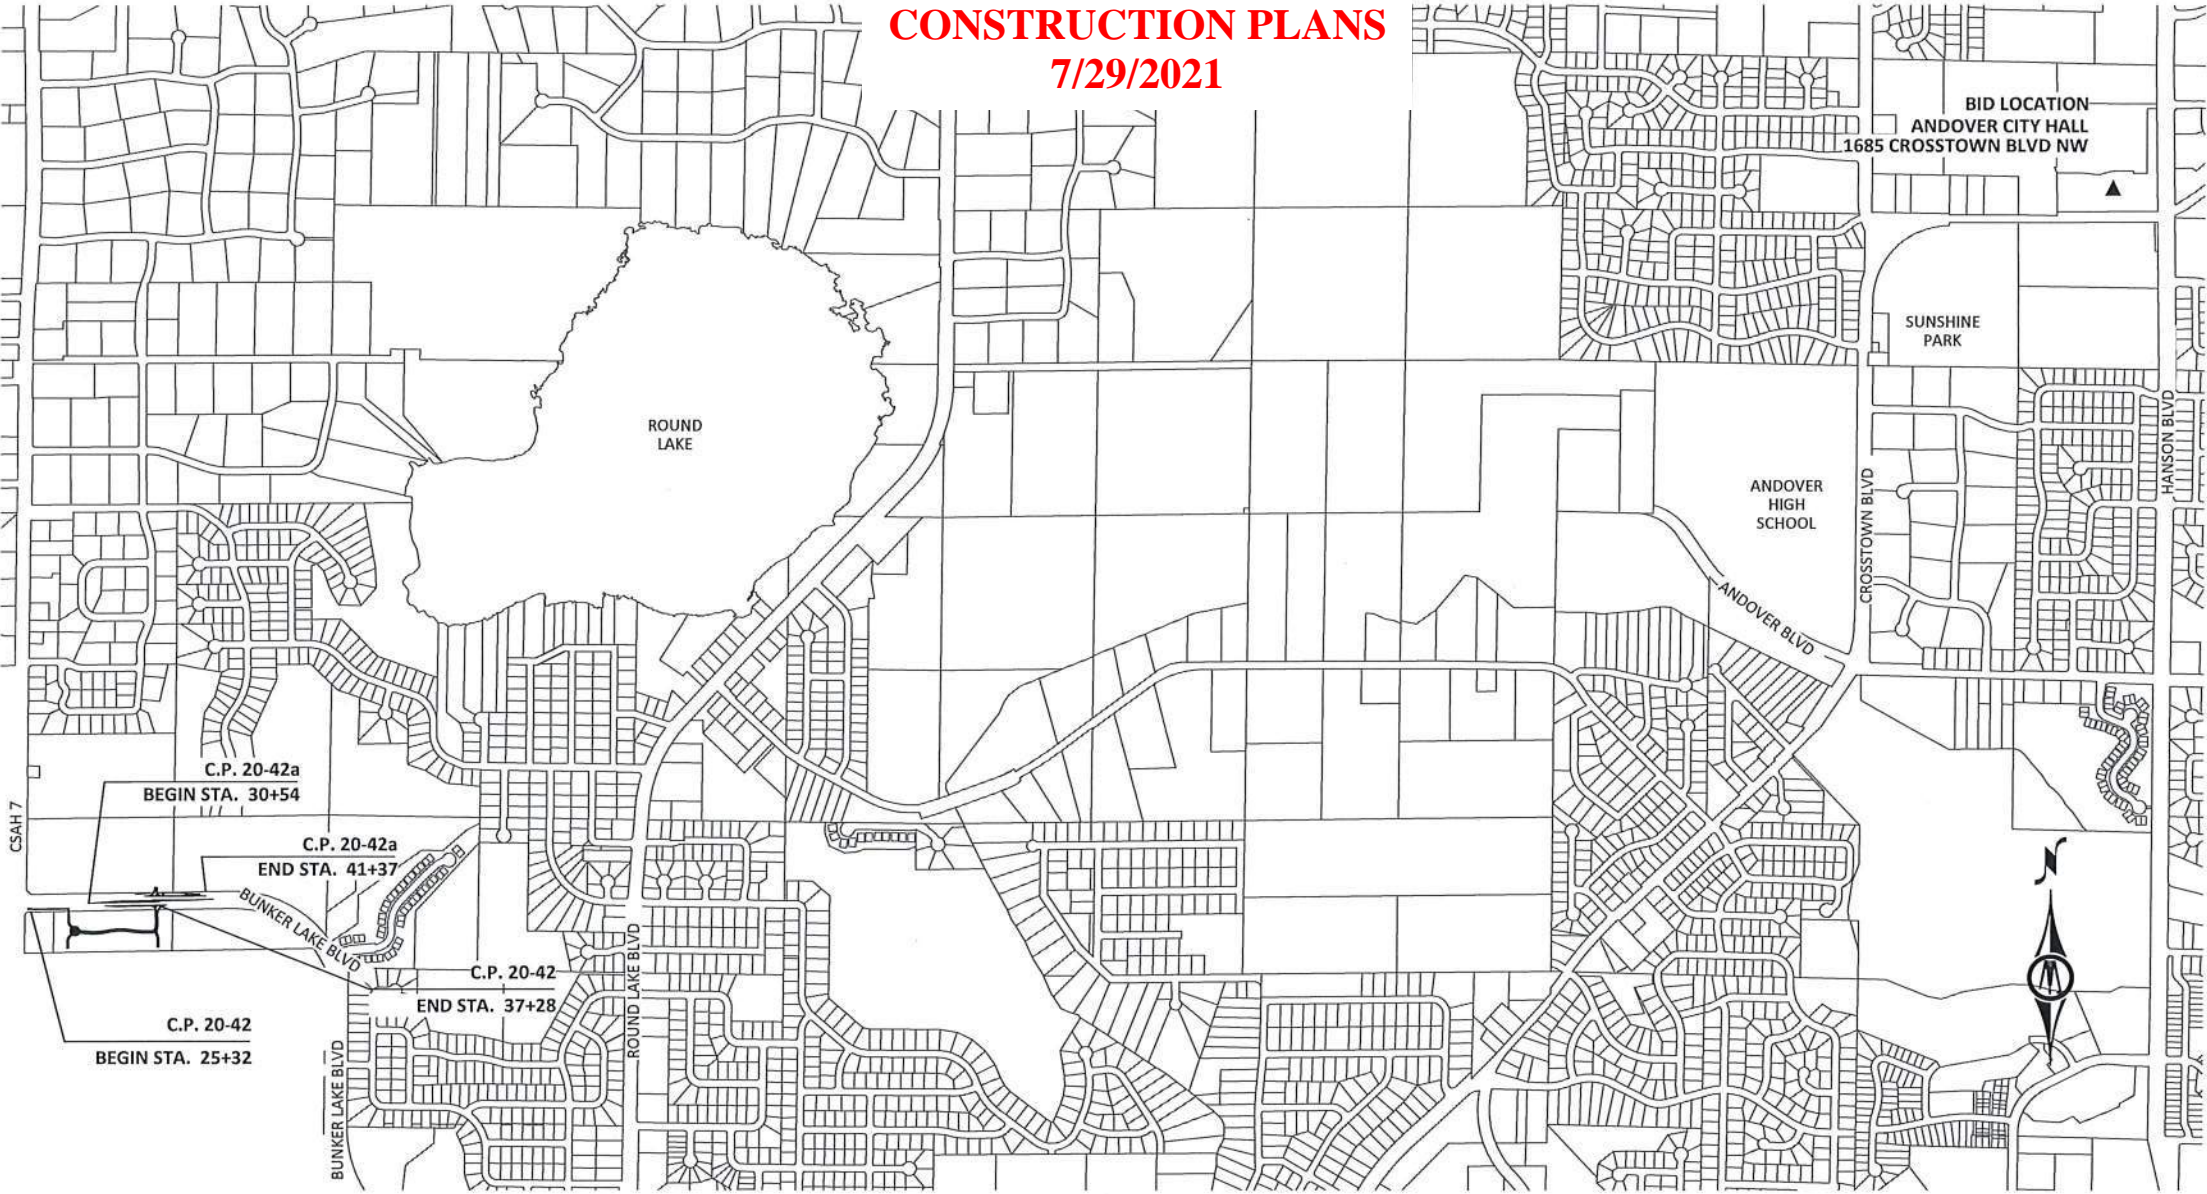 CONSTRUCTION PLANS
7/29/2021
BID LOCATION
ANDOVER CITY HALL
1685 CROSSTOWN BLVD NW
SUNSHINE
PARK
HANSON BLVD
ROUND
LAKE
ANDOVER
HIGH
SCHOOL
CROSSTOWN BLVD
ANDOVER BLVD
C.P. 20-42a
BEGIN STA. 30+54
CSAH 7
C.P. 20-42a
END STA. 41+37
BUNKER LAKE BLVD
N
C.P. 20-42
END STA. 37+28
ROUND LAKE BLVD
C.P. 20-42
BEGIN STA. 25+32
BUNKER LAKE BLVD